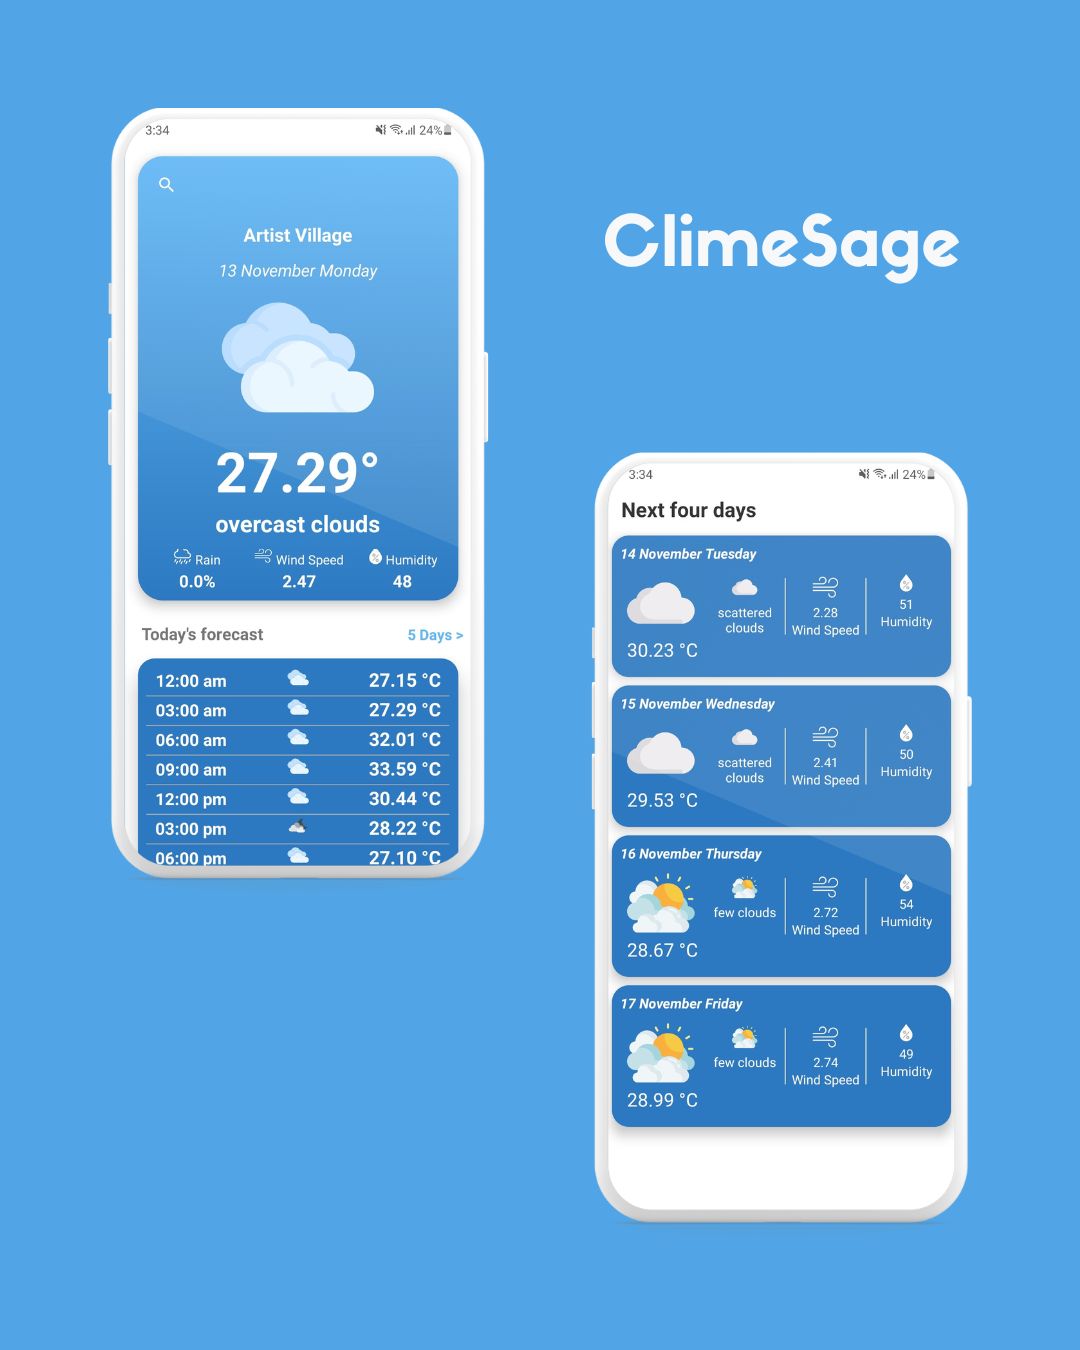 3:34
24%
Artist Village
13 November Monday
27.29°
overcast clouds
Rain
0.0%
Wind Speed
2.47
Humidity
48
Today's forecast
5 Days >
12:00 am 27.15 °C
03:00 am 27.29 °C
06:00 am 32.01 °C
09:00 am 33.59 °C
12:00 pm 30.44 °C
03:00 pm 28.22 °C
06:00 pm 27.10 °C
ClimeSage
3:34
24%
Next four days
14 November Tuesday
30.23 °C
scattered
clouds
2.28
Wind Speed
51
Humidity
15 November Wednesday
29.53 °C
scattered
clouds
2.41
Wind Speed
50
Humidity
16 November Thursday
28.67 °C
few clouds
2.72
Wind Speed
54
Humidity
17 November Friday
28.99 °C
few clouds
2.74
Wind Speed
49
Humidity